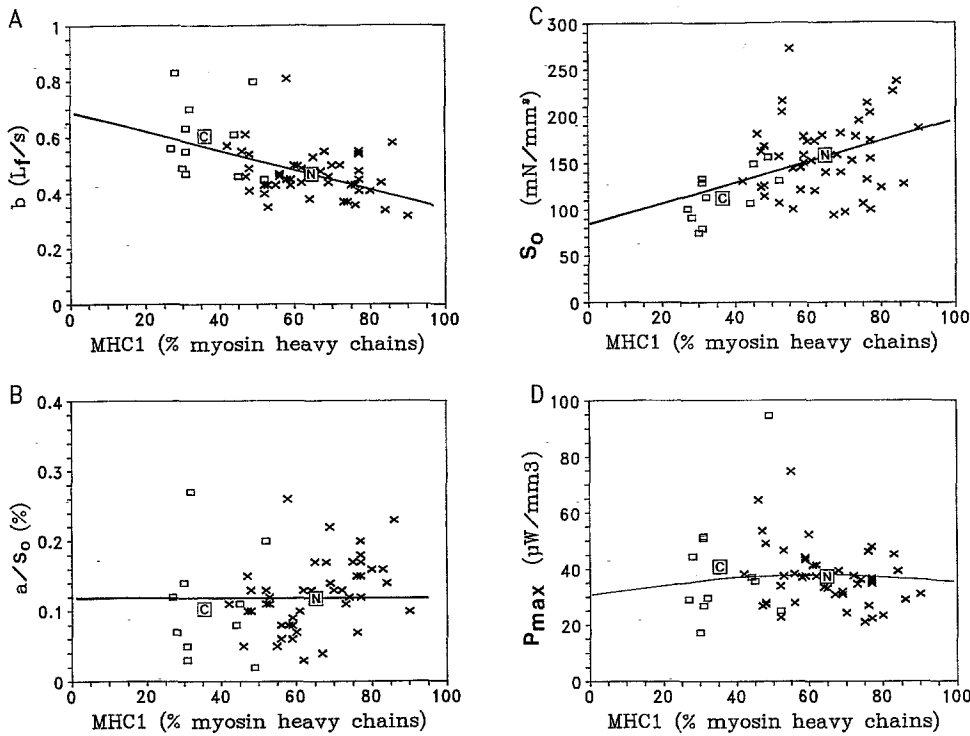 A
1
0.8
0.6
0.4
0.2
0
b (Lf/s)
C
N
0 20 40 60 80 100
MHC1 (% myosin heavy chains)
C
300
250
200
150
100
50
0
So (mN/mm²)
C
N
0 20 40 60 80 100
MHC1 (% myosin heavy chains)
B
0.4
0.3
0.2
0.1
0
a/So (%)
C
N
0 20 40 60 80 100
MHC1 (% myosin heavy chains)
D
100
80
60
40
20
0
Pmax (µW/mm3)
C
N
0 20 40 60 80 100
MHC1 (% myosin heavy chains)